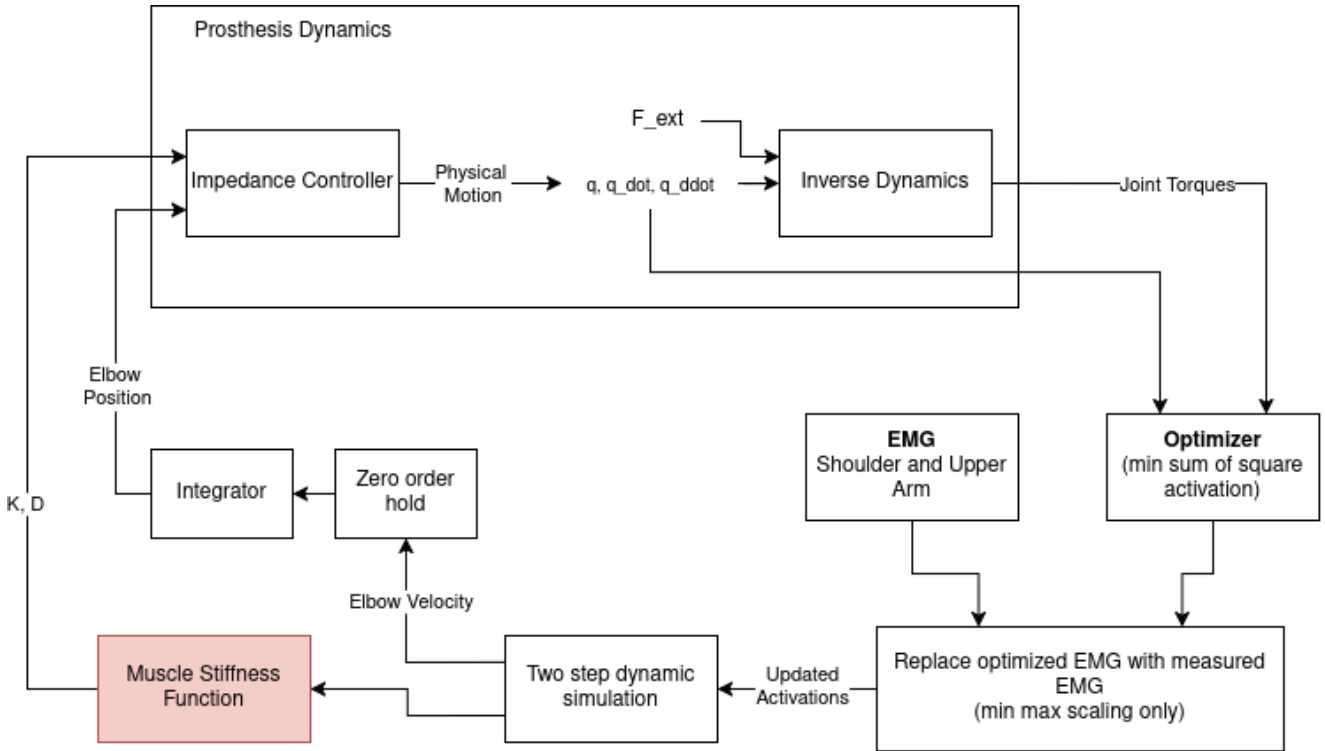 Prosthesis Dynamics
F_ext
Impedance Controller
Physical
Motion
q, q_dot, q_ddot
Inverse Dynamics
Joint Torques
Elbow
Position
EMG
Shoulder and Upper
Arm
Optimizer
(min sum of square
activation)
Integrator
Zero order
hold
K, D
Elbow Velocity
Muscle Stiffness
Function
Two step dynamic
simulation
Updated
Activations
Replace optimized EMG with measured
EMG
(min max scaling only)